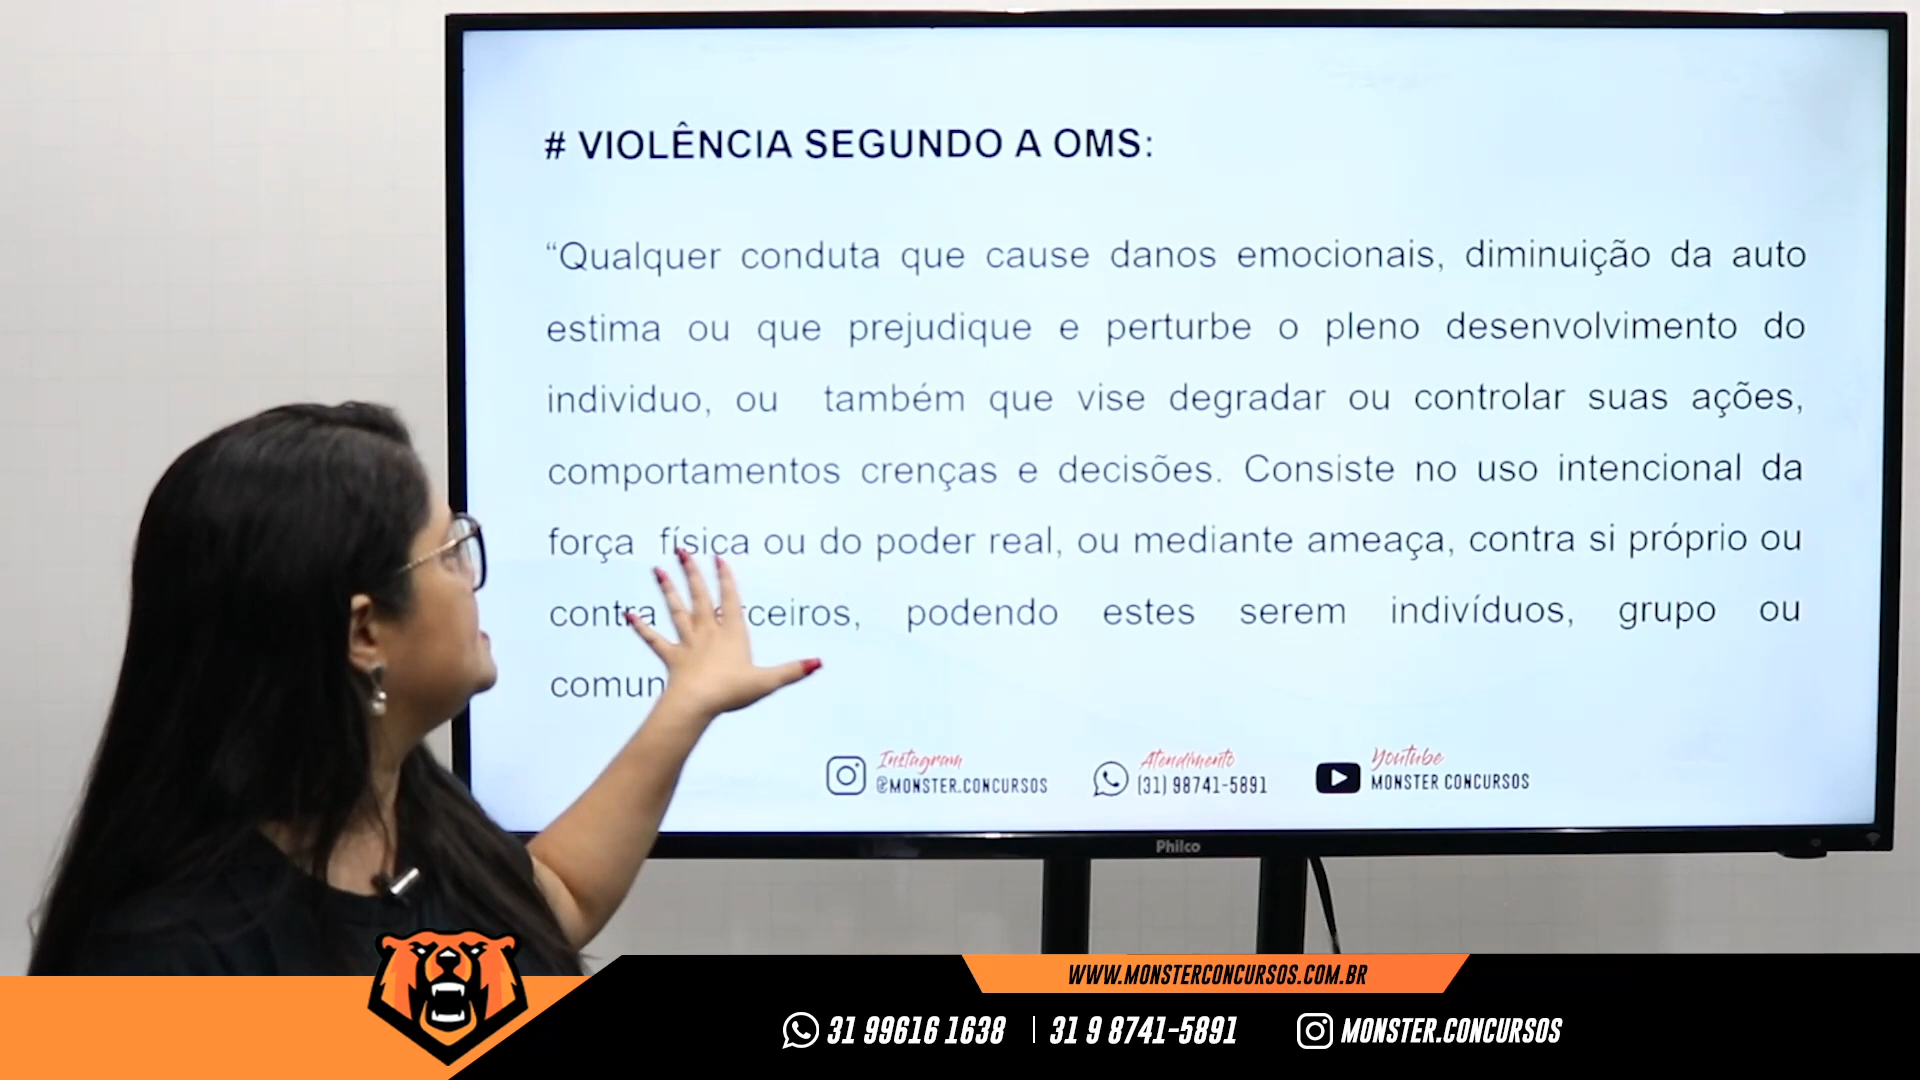 # VIOLÊNCIA SEGUNDO A OMS:
“Qualquer conduta que cause danos emocionais, diminuição da auto
estima ou que prejudique e perturbe o pleno desenvolvimento do
individuo, ou também que vise degradar ou controlar suas ações,
comportamentos crenças e decisões. Consiste no uso intencional da
força física ou do poder real, ou mediante ameaça, contra si próprio ou
contra podendo estes serem indivíduos, grupo ou
Instagram
@MONSTER.CONCURSOS
Atendimento
(31) 98741-5891
Youtube
MONSTER CONCURSOS
Philco
WWW.MONSTERCONCURSOS.COM.BR
31 99616 1638 | 31 9 8741-5891 MONSTER.CONCURSOS